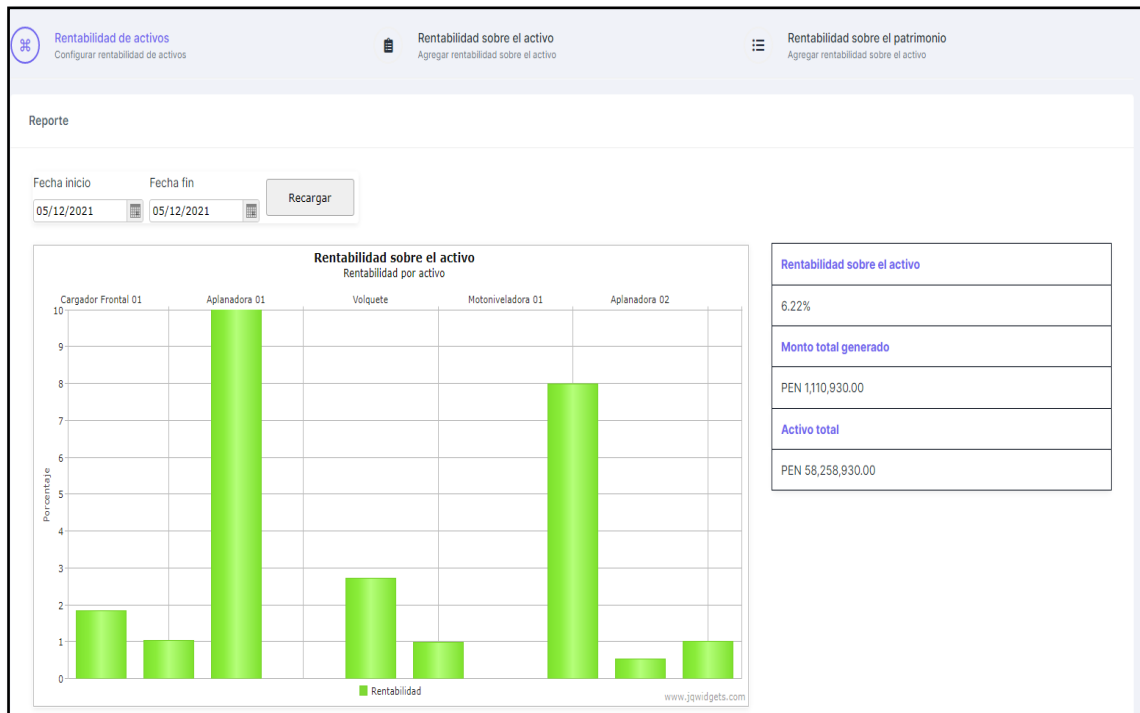 Rentabilidad de activos
Configurar rentabilidad de activos
Rentabilidad sobre el activo
Agregar rentabilidad sobre el activo
Rentabilidad sobre el patrimonio
Agregar rentabilidad sobre el activo
Reporte
Fecha inicio
Fecha fin
05/12/2021
05/12/2021
Recargar
Rentabilidad sobre el activo
Rentabilidad por activo
Cargador Frontal 01
Aplanadora 01
Volquete
Motoniveladora 01
Aplanadora 02
10
9
8
7
6
5
4
3
2
1
0
Porcentaje
Rentabilidad
www.jqwidgets.com
Rentabilidad sobre el activo
6.22%
Monto total generado
PEN 1,110,930.00
Activo total
PEN 58,258,930.00